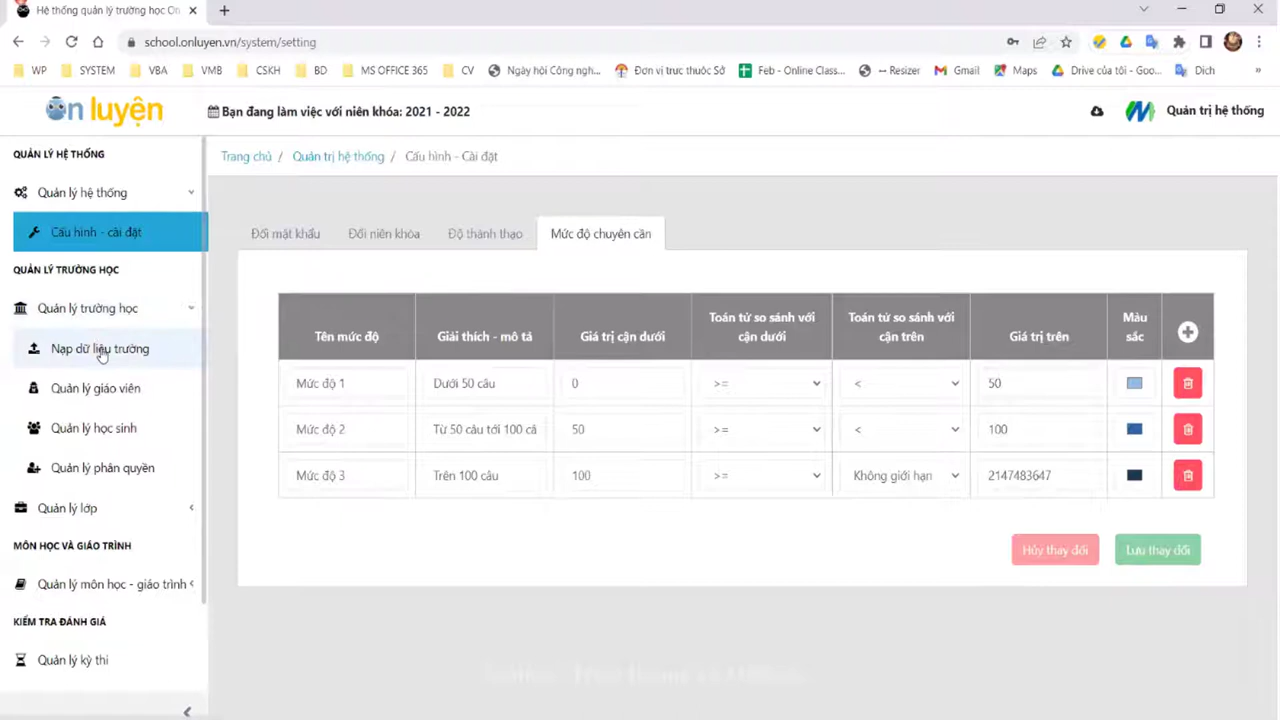 Hệ thống quản lý trường học On
school.onluyen.vn/system/setting
WP SYSTEM VBA VMB CSKH BD MS OFFICE 365 CV Ngày hội Công nghệ... Đơn vị trực thuộc Sở Feb - Online Class... -- Resizer Gmail Maps Drive của tôi - Goo... Dịch »
Ôn luyện
Bạn đang làm việc với niên khóa: 2021 - 2022
Quản trị hệ thống
QUẢN LÝ HỆ THỐNG
Quản lý hệ thống
Cấu hình - cài đặt
QUẢN LÝ TRƯỜNG HỌC
Quản lý trường học
Nạp dữ liệu trường
Quản lý giáo viên
Quản lý học sinh
Quản lý phân quyền
Quản lý lớp
MÔN HỌC VÀ GIÁO TRÌNH
Quản lý môn học - giáo trình
KIỂM TRA ĐÁNH GIÁ
Quản lý kỳ thi
Trang chủ / Quản trị hệ thống / Cấu hình - Cài đặt
Đổi mật khẩu Đổi niên khóa Độ thành thạo Mức độ chuyên cần
Tên mức độ Giải thích - mô tả Giá trị cận dưới Toán tử so sánh với cận dưới Toán tử so sánh với cận trên Giá trị trên Màu sắc
Mức độ 1 Dưới 50 câu 0 >= < 50
Mức độ 2 Từ 50 câu tới 100 câ 50 >= < 100
Mức độ 3 Trên 100 câu 100 >= Không giới hạn 2147483647
Hủy thay đổi Lưu thay đổi